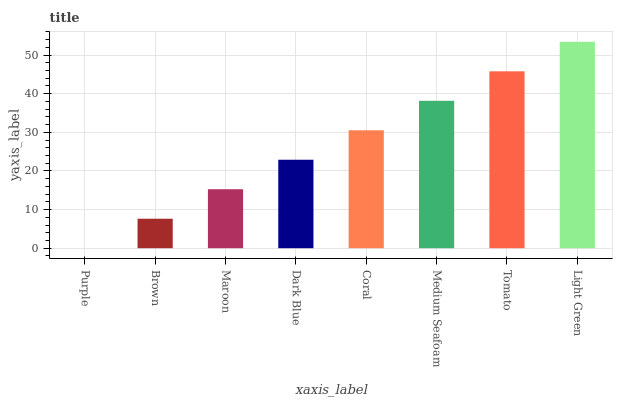 title
yaxis_label
50
40
30
20
10
0
Purple
Brown
Maroon
Dark Blue
Coral
Medium Seafoam
Tomato
Light Green
xaxis_label